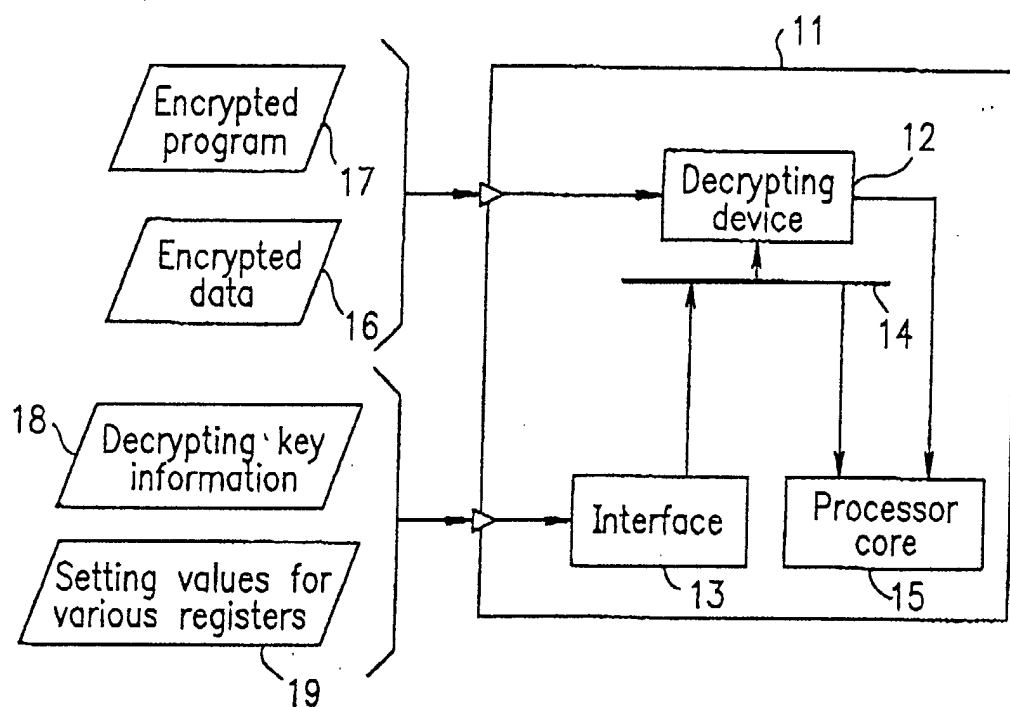 11
Encrypted
program
17
12
Decrypting
device
Encrypted
data
16
14
18
Decrypting key
information
Interface
13
Processor
core
15
Setting values for
various registers
19